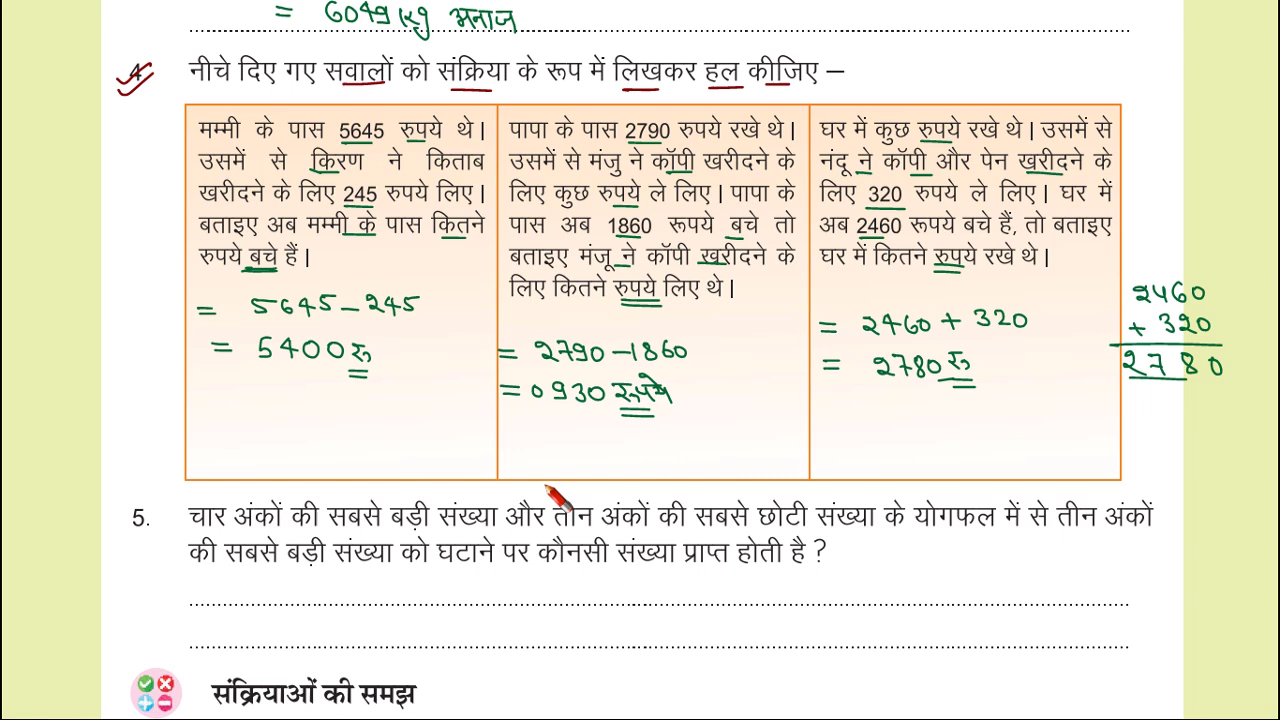 = 6049 kg अनाज
4. नीचे दिए गए सवालों को संक्रिया के रूप में लिखकर हल कीजिए –
मम्मी के पास 5645 रुपये थे।
उसमें से किरण ने किताब
खरीदने के लिए 245 रुपये लिए।
बताइए अब मम्मी के पास कितने
रुपये बचे हैं।
= 5645 – 245
= 5400 रु
पापा के पास 2790 रुपये रखे थे।
उसमें से मंजु ने कॉपी खरीदने के
लिए कुछ रुपये ले लिए। पापा के
पास अब 1860 रूपये बचे तो
बताइए मंजू ने कॉपी खरीदने के
लिए कितने रुपये लिए थे।
= 2790 – 1860
= 0930 रूपये
घर में कुछ रुपये रखे थे। उसमें से
नंदू ने कॉपी और पेन खरीदने के
लिए 320 रुपये ले लिए। घर में
अब 2460 रूपये बचे हैं, तो बताइए
घर में कितने रुपये रखे थे।
= 2460 + 320
= 2780 रु
2460
+ 320
2780
5. चार अंकों की सबसे बड़ी संख्या और तीन अंकों की सबसे छोटी संख्या के योगफल में से तीन अंकों
की सबसे बड़ी संख्या को घटाने पर कौनसी संख्या प्राप्त होती है ?
संक्रियाओं की समझ